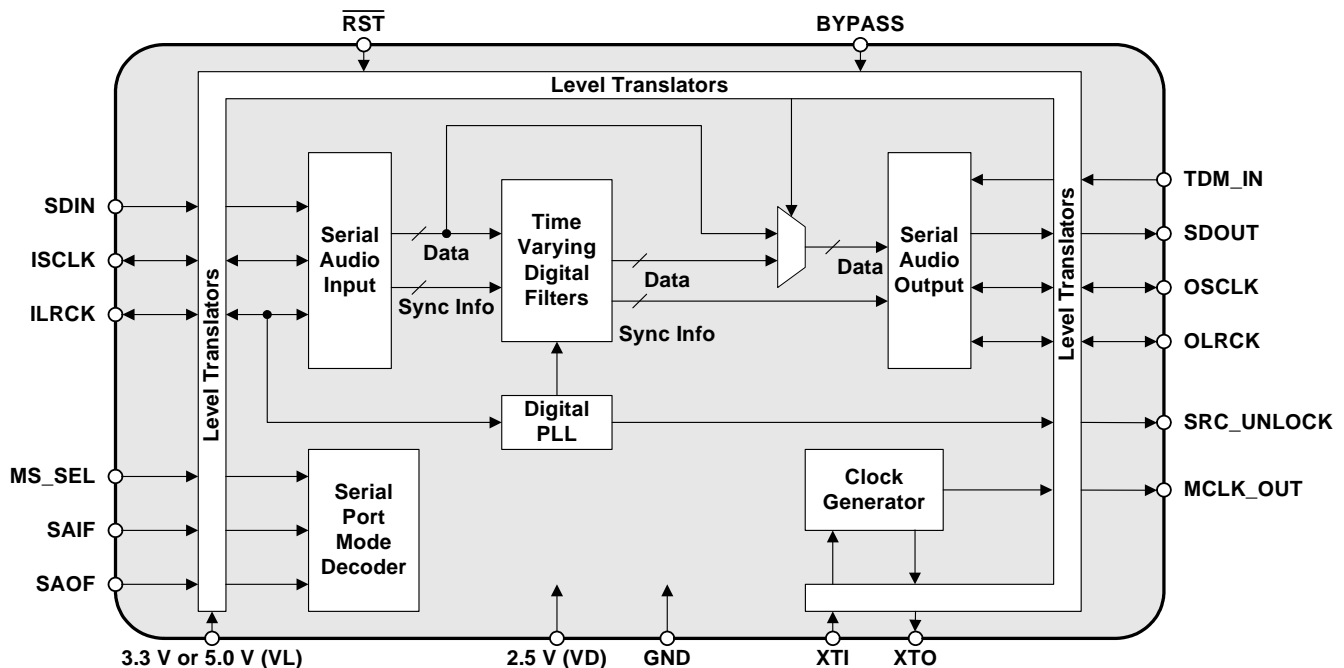 RST
BYPASS
Level Translators
SDIN
ISCLK
ILRCK
MS_SEL
SAIF
SAOF
Level Translators
Serial
Audio
Input
Data
Sync Info
Time
Varying
Digital
Filters
Data
Sync Info
Data
Serial
Audio
Output
Level Translators
TDM_IN
SDOUT
OSCLK
OLRCK
SRC_UNLOCK
MCLK_OUT
Digital
PLL
Serial
Port
Mode
Decoder
Clock
Generator
3.3 V or 5.0 V (VL)
2.5 V (VD)
GND
XTI
XTO